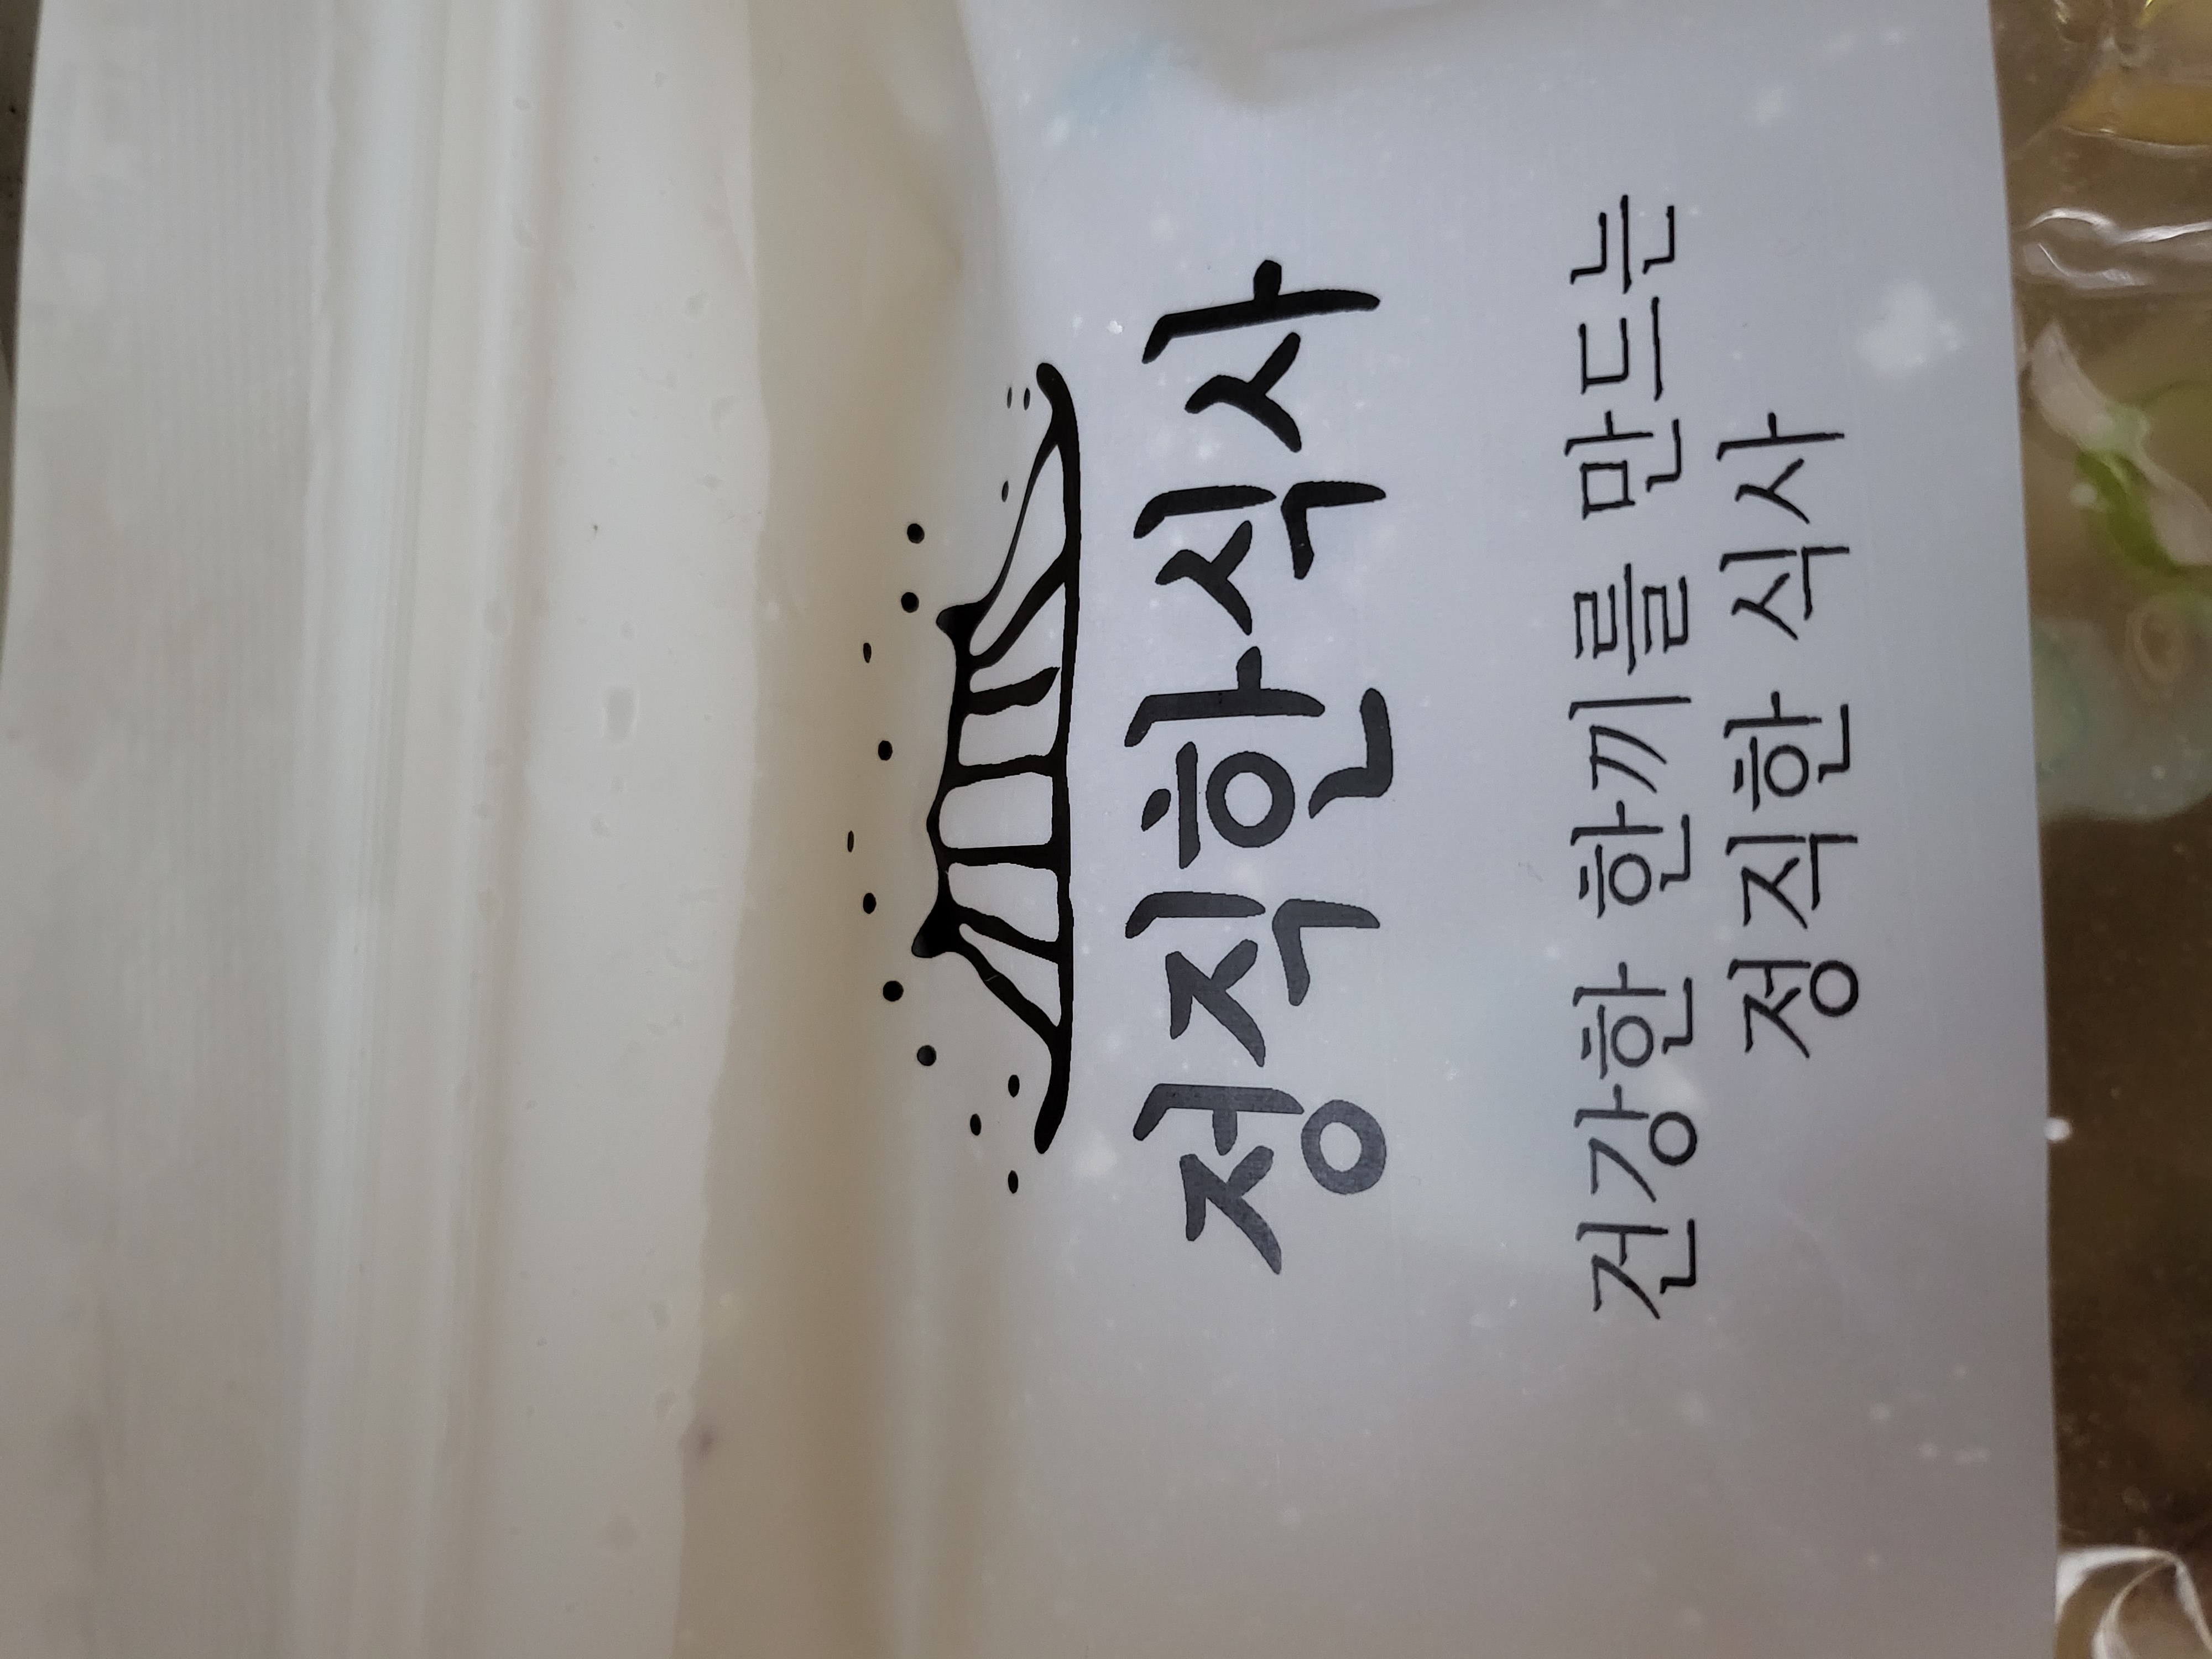 정직한식사
건강한 한끼를 만드는
정직한 식사